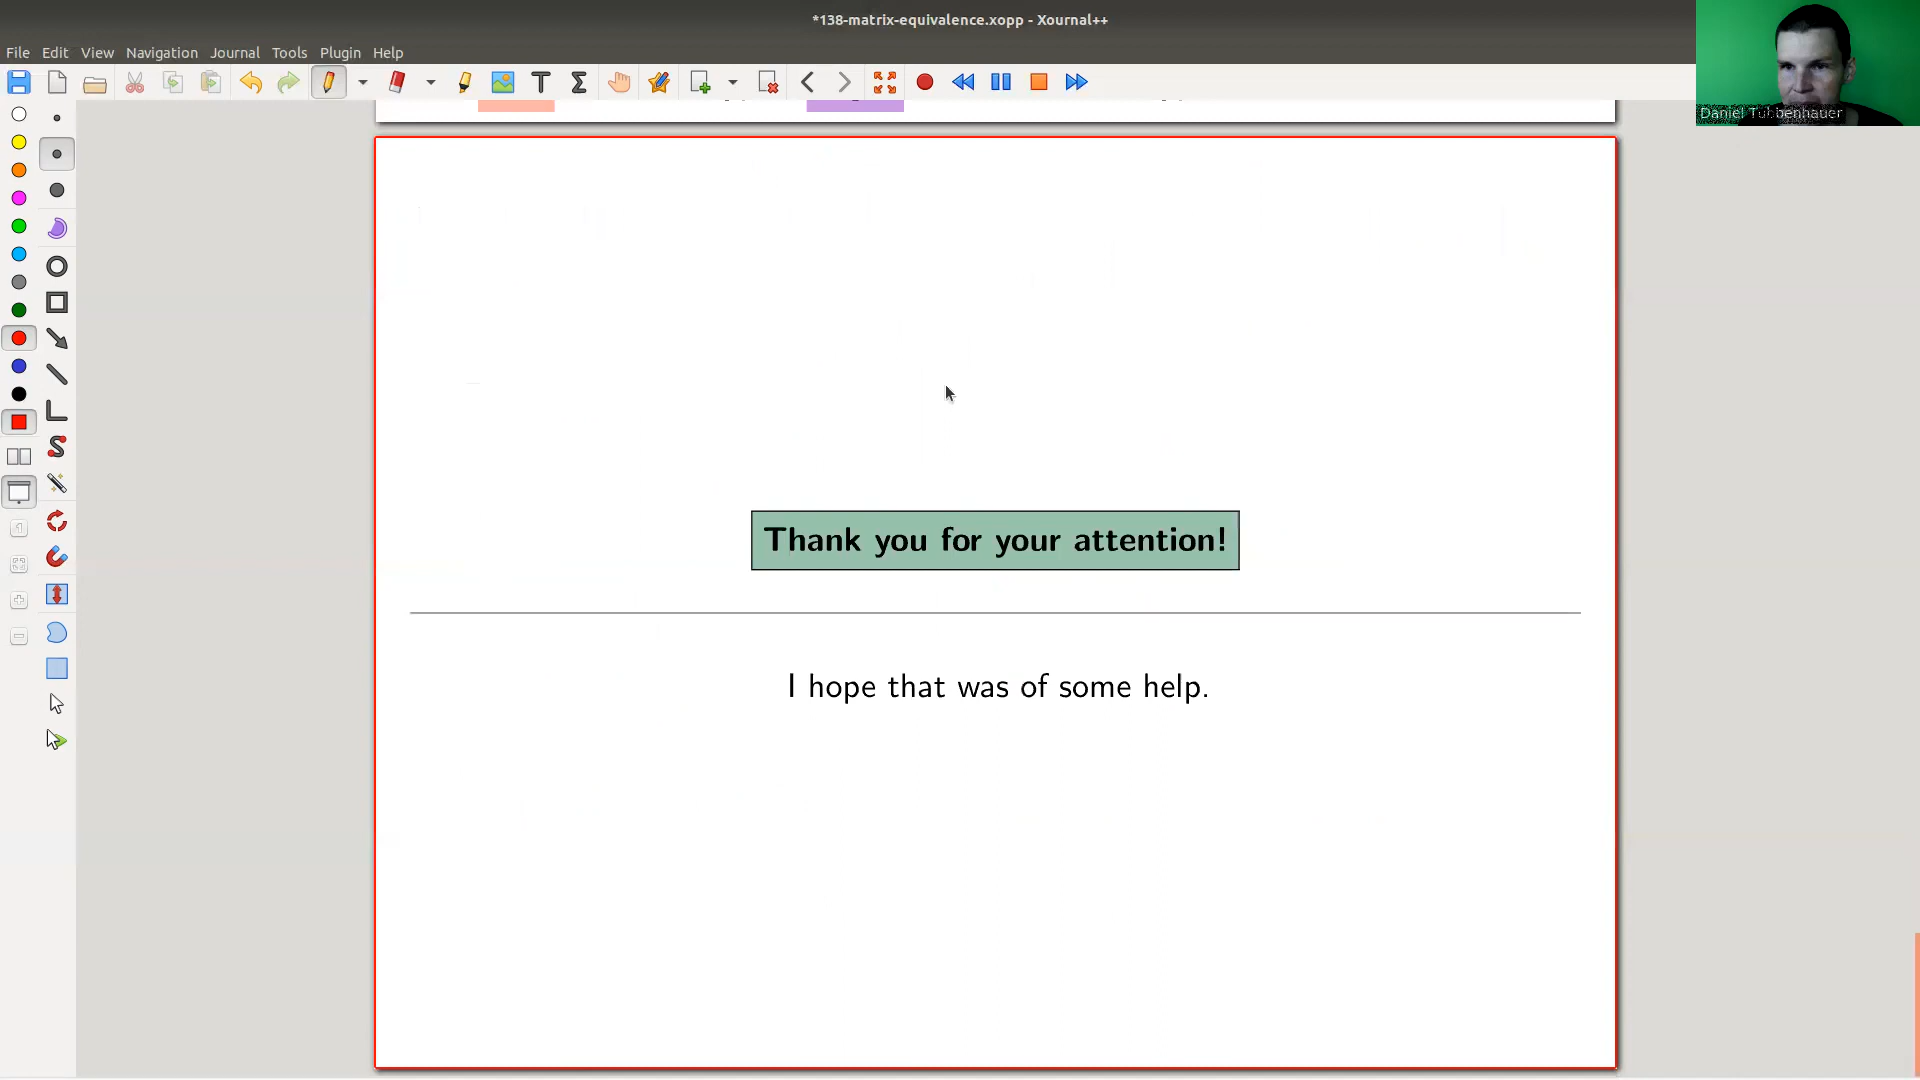 *138-matrix-equivalence.xopp - Xournal++
File Edit View Navigation Journal Tools Plugin Help
Daniel Tubbenhauer
Thank you for your attention!
I hope that was of some help.